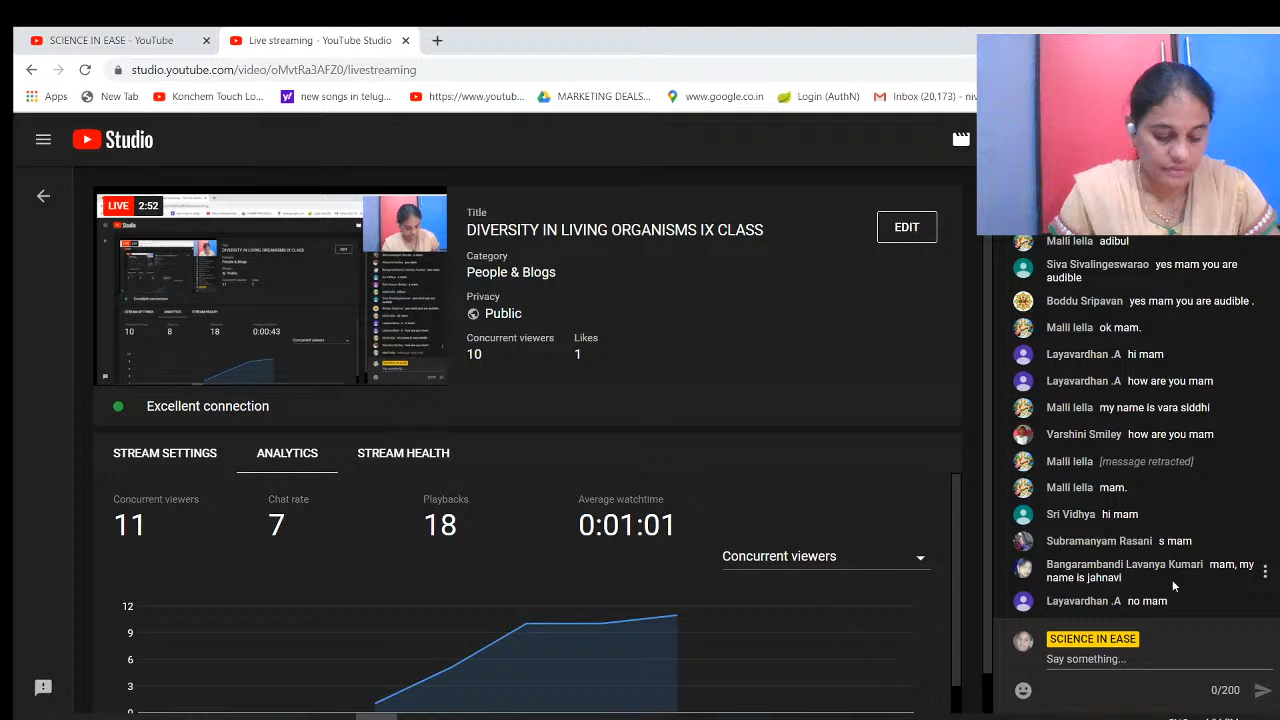 SCIENCE IN EASE - YouTube
Live streaming - YouTube Studio
studio.youtube.com/video/oMvtRa3AFZ0/livestreaming
Apps
New Tab
Konchem Touch Lo...
new songs in telug...
https://www.youtub...
MARKETING DEALS...
www.google.co.in
Login (AuthN)
Inbox (20,173) - niv
Studio
LIVE 2:52
Title
DIVERSITY IN LIVING ORGANISMS IX CLASS
EDIT
Category
People & Blogs
Privacy
Public
Concurrent viewers
10
Likes
1
Excellent connection
STREAM SETTINGS
ANALYTICS
STREAM HEALTH
Concurrent viewers
11
Chat rate
7
Playbacks
18
Average watchtime
0:01:01
Concurrent viewers
12
9
6
3
0
Malli lella adibul
Siva Sivalingeswarao yes mam you are
audible
Boddu Sripavan yes mam you are audible .
Malli lella ok mam.
Layavardhan .A hi mam
Layavardhan .A how are you mam
Malli lella my name is vara siddhi
Varshini Smiley how are you mam
Malli lella [message retracted]
Malli lella mam.
Sri Vidhya hi mam
Subramanyam Rasani s mam
Bangarambandi Lavanya Kumari mam, my
name is jahnavi
Layavardhan .A no mam
SCIENCE IN EASE
Say something...
0/200